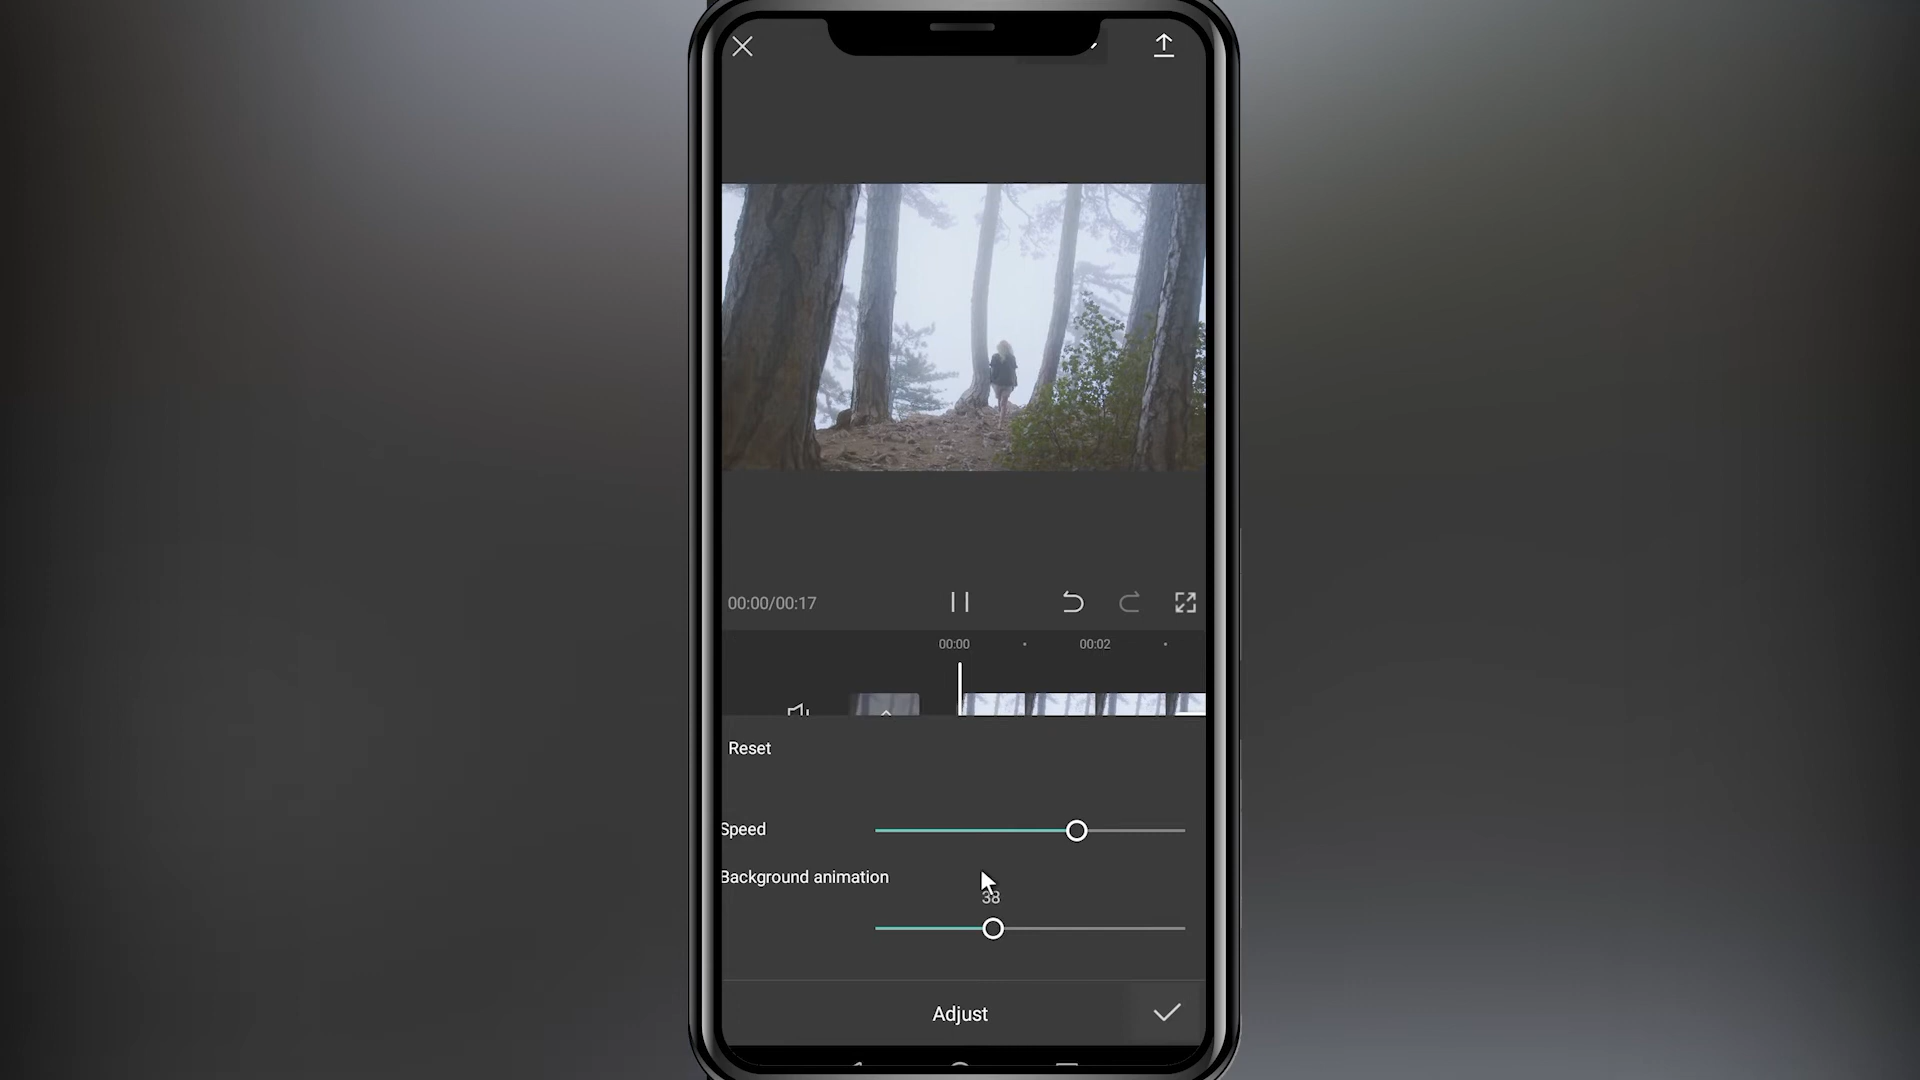 00:00/00:17
00:00
00:02
Reset
Speed
Background animation
38
Adjust